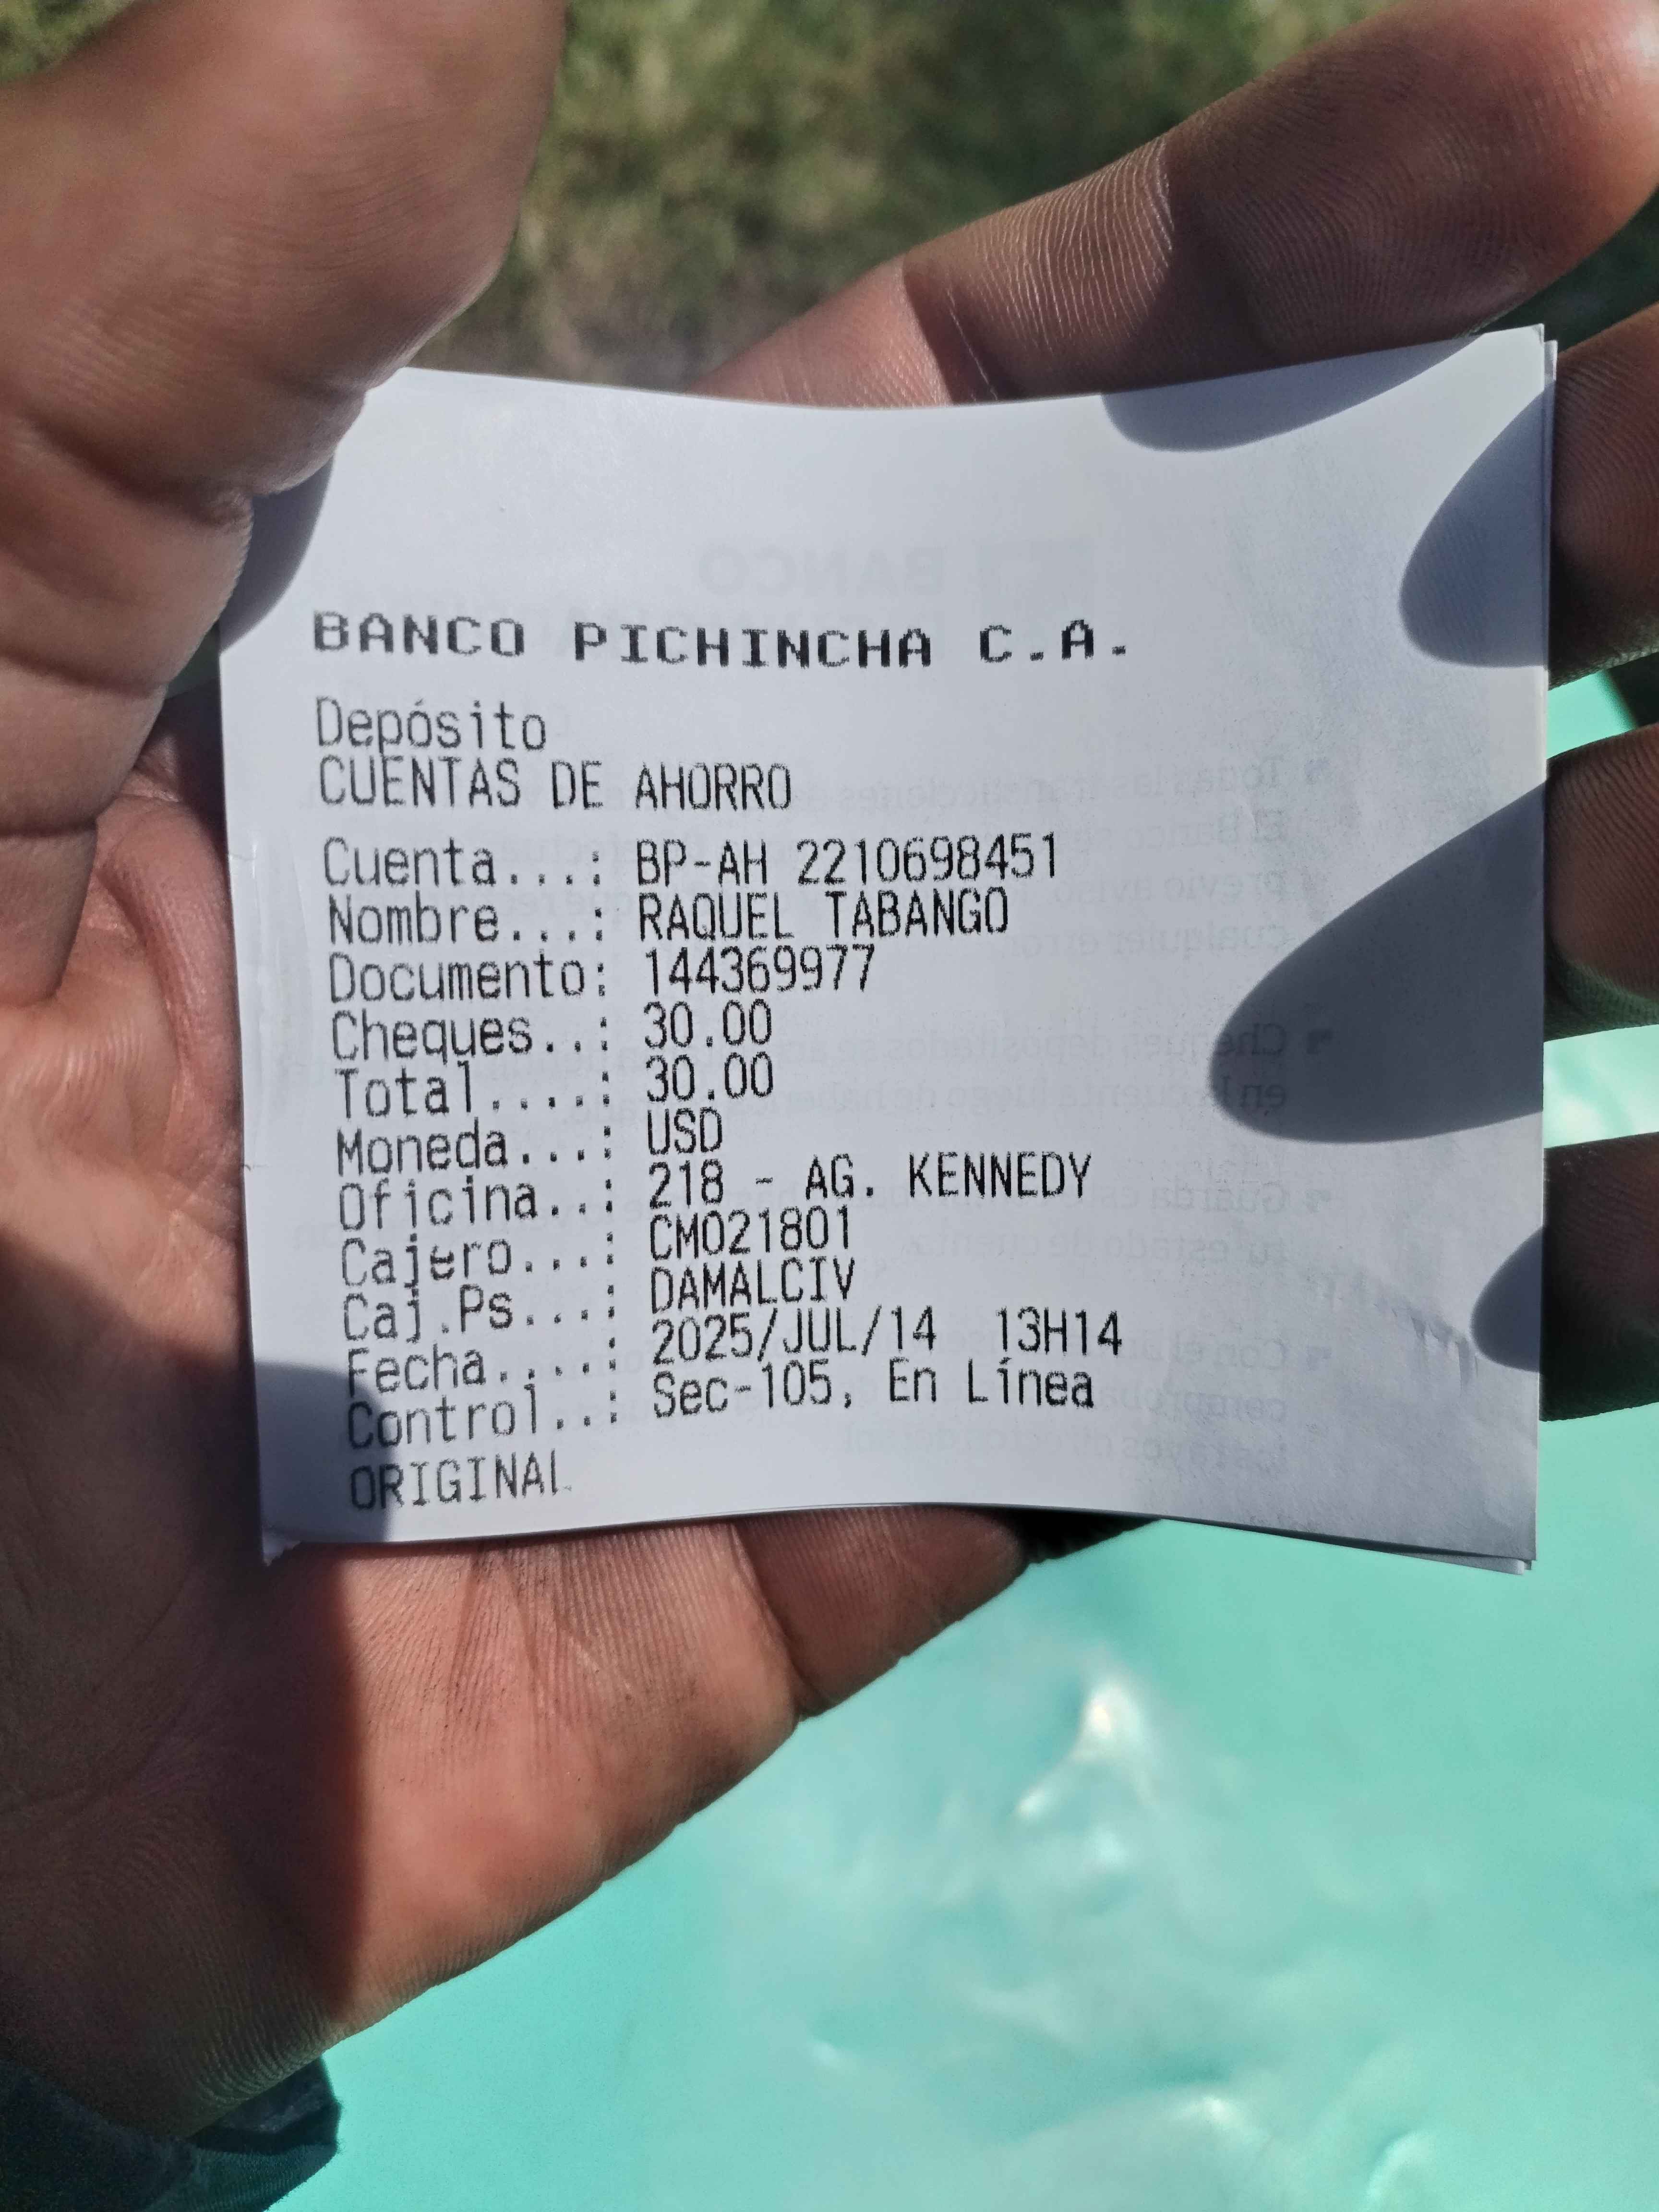 BANCO PICHINCHA C.A.
Depósito
CUENTAS DE AHORRO
Cuenta...: BP-AH 2210698451
Nombre...: RAQUEL TABANGO
Documento: 144369977
Cheques..: 30.00
Total....: 30.00
Moneda...: USD
Oficina..: 218 - AG. KENNEDY
Cajero...: CM021801
Caj.Ps...: DAMALCIV
Fecha....: 2025/JUL/14 13H14
Control..: Sec-105, En Línea
ORIGINAL